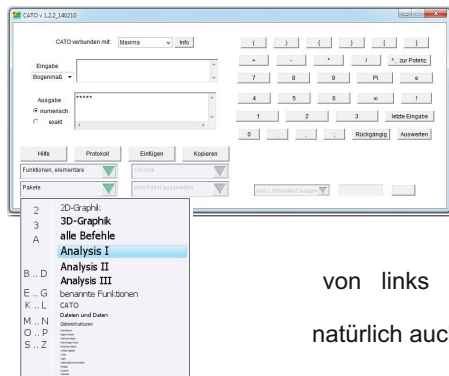 CATO v 1.2.2_140210
CATO verbunden mit: Maxima Info
Eingabe
Bogenmaß
Ausgabe *****
numerisch
exakt
( ) { } [ ]
+ - * / ^ , zur Potenz
7 8 9 Pi e
4 5 6 ∞ !
1 2 3 letzte Eingabe
0 . , ; Rückgängig Auswerten
Hilfe Protokoll Einfügen Kopieren
Funktionen, elementare
Pakete kein Paket ausgewählt
2 2D-Graphik
3 3D-Graphik
A alle Befehle
Analysis I
Analysis II
B .. D Analysis III
E .. G benannte Funktionen
K .. L CATO
M .. N Dateien und Daten
O .. P Datenstrukturen
S .. Z
von links
natürlich auc